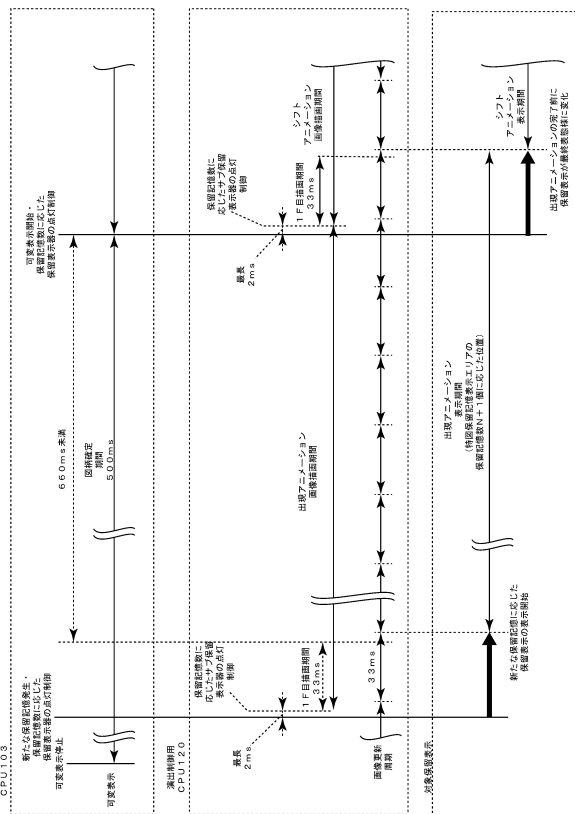 CPU103
新たな保留記憶発生・
保留記憶数に応じた
保留表示器の点灯制御
可変表示停止
可変表示
660ms未満
図柄確定
期間
500ms
可変表示開始・
保留記憶数に応じた
保留表示器の点灯制御
演出制御用
CPU120
保留記憶数に
応じたサブ保留
表示器の点灯
制御
最長
2ms
1F目描画期間
33ms
33ms
画像更新
周期
出現アニメーション
画像描画期間
保留記憶数に
応じたサブ保留
表示器の点灯
制御
最長
2ms
1F目描画期間
33ms
シフト
アニメーション
画像描画期間
対象保留表示
新たな保留記憶に応じた
保留表示の表示開始
出現アニメーション
表示期間
(特図保留記憶表示エリアの
保留記憶数N+1個に応じた位置)
シフト
アニメーション
表示期間
出現アニメーションの完了前に
保留表示が最終表態様に変化